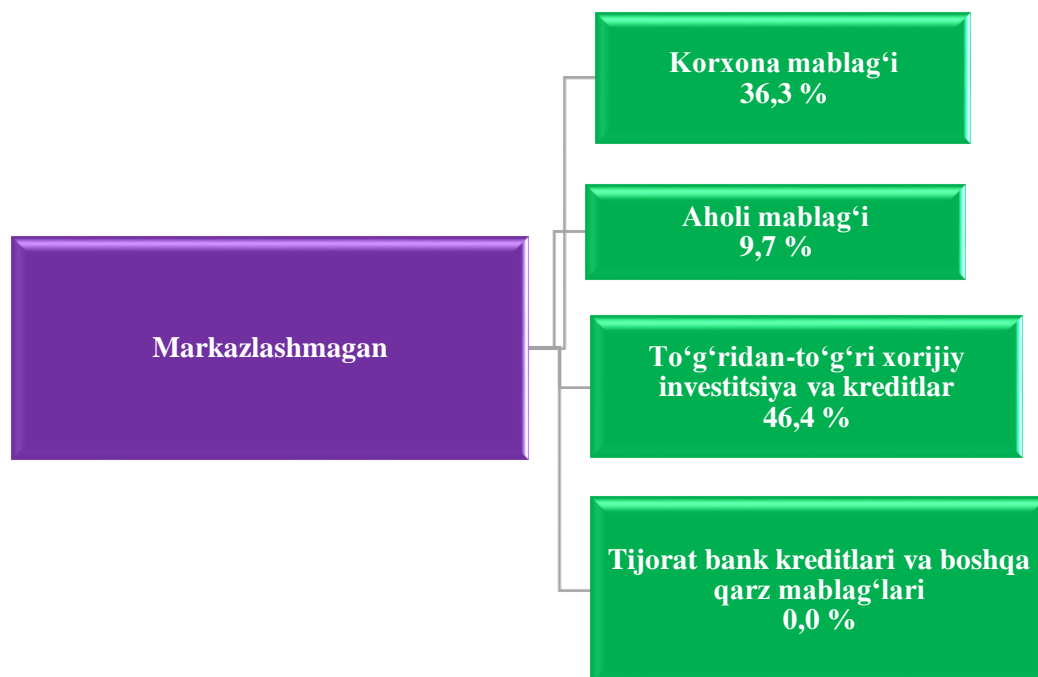 Korxona mablag‘i
36,3 %
Aholi mablag‘i
9,7 %
Markazlashmagan
To‘g‘ridan-to‘g‘ri xorijiy
investitsiya va kreditlar
46,4 %
Tijorat bank kreditlari va boshqa
qarz mablag‘lari
0,0 %